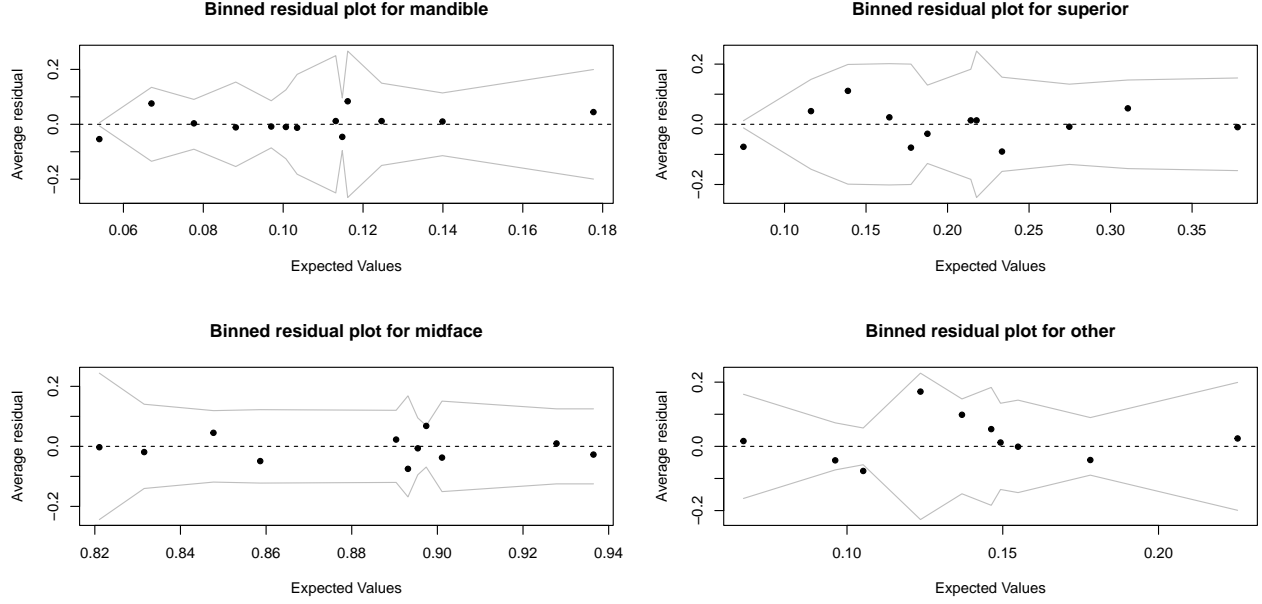 Binned residual plot for mandible
Average residual
0.2
0.0
−0.2
0.06 0.08 0.10 0.12 0.14 0.16 0.18
Expected Values
Binned residual plot for superior
Average residual
0.2
0.0
−0.2
0.10 0.15 0.20 0.25 0.30 0.35
Expected Values
Binned residual plot for midface
Average residual
0.2
0.0
−0.2
0.82 0.84 0.86 0.88 0.90 0.92 0.94
Expected Values
Binned residual plot for other
Average residual
0.2
0.0
−0.2
0.10 0.15 0.20
Expected Values